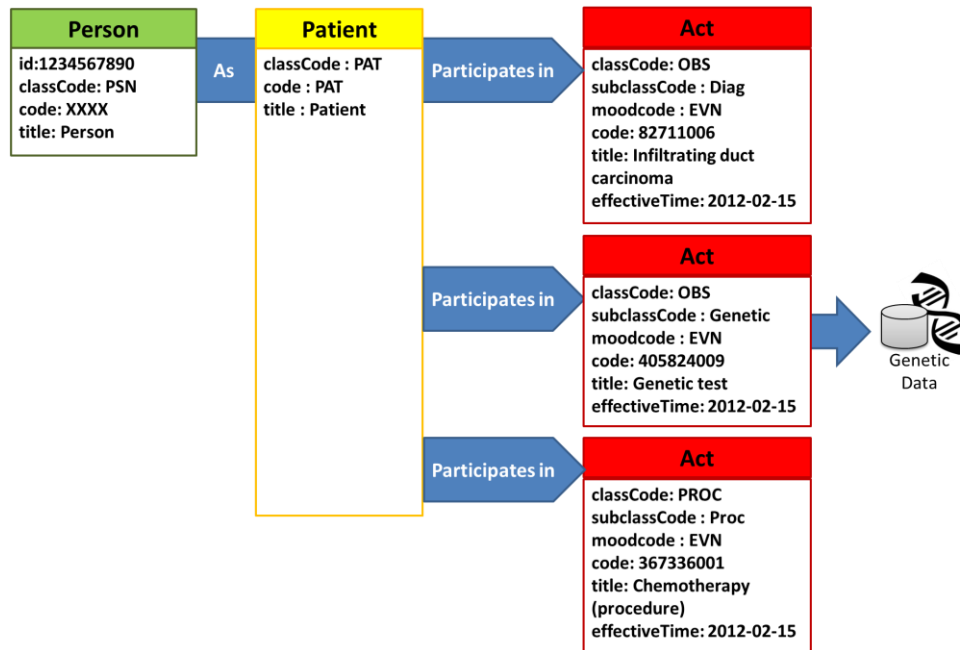 Person
id:1234567890
classCode: PSN
code: XXXX
title: Person
As
Patient
classCode : PAT
code : PAT
title : Patient
Participates in
Act
classCode: OBS
subclassCode : Diag
moodcode : EVN
code: 82711006
title: Infiltrating duct
carcinoma
effectiveTime: 2012-02-15
Participates in
Act
classCode: OBS
subclassCode : Genetic
moodcode : EVN
code: 405824009
title: Genetic test
effectiveTime: 2012-02-15
Genetic
Data
Participates in
Act
classCode: PROC
subclassCode : Proc
moodcode : EVN
code: 367336001
title: Chemotherapy
(procedure)
effectiveTime: 2012-02-15